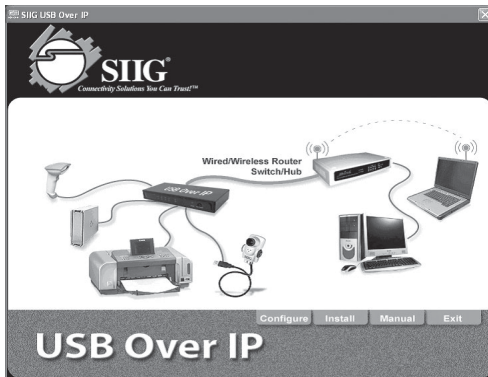 SIIG USB Over IP
SIIG®
Connectivity Solutions You Can Trust!™
Wired/Wireless Router
Switch/Hub
USB Over IP
Configure
Install
Manual
Exit
USB Over IP